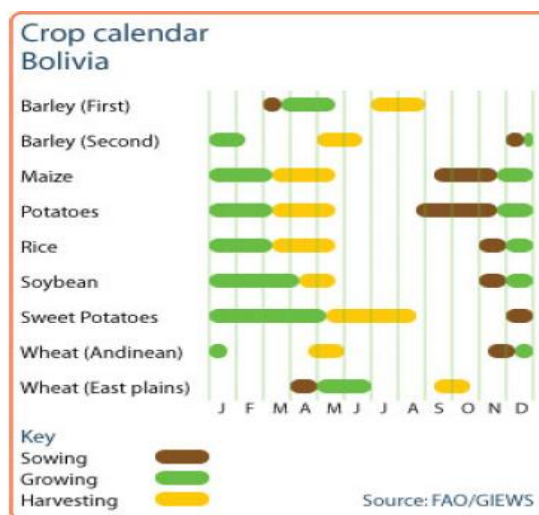 Crop calendar
Bolivia
Barley (First)
Barley (Second)
Maize
Potatoes
Rice
Soybean
Sweet Potatoes
Wheat (Andinean)
Wheat (East plains)
J F M A M J J A S O N D
Key
Sowing
Growing
Harvesting
Source: FAO/GIEWS